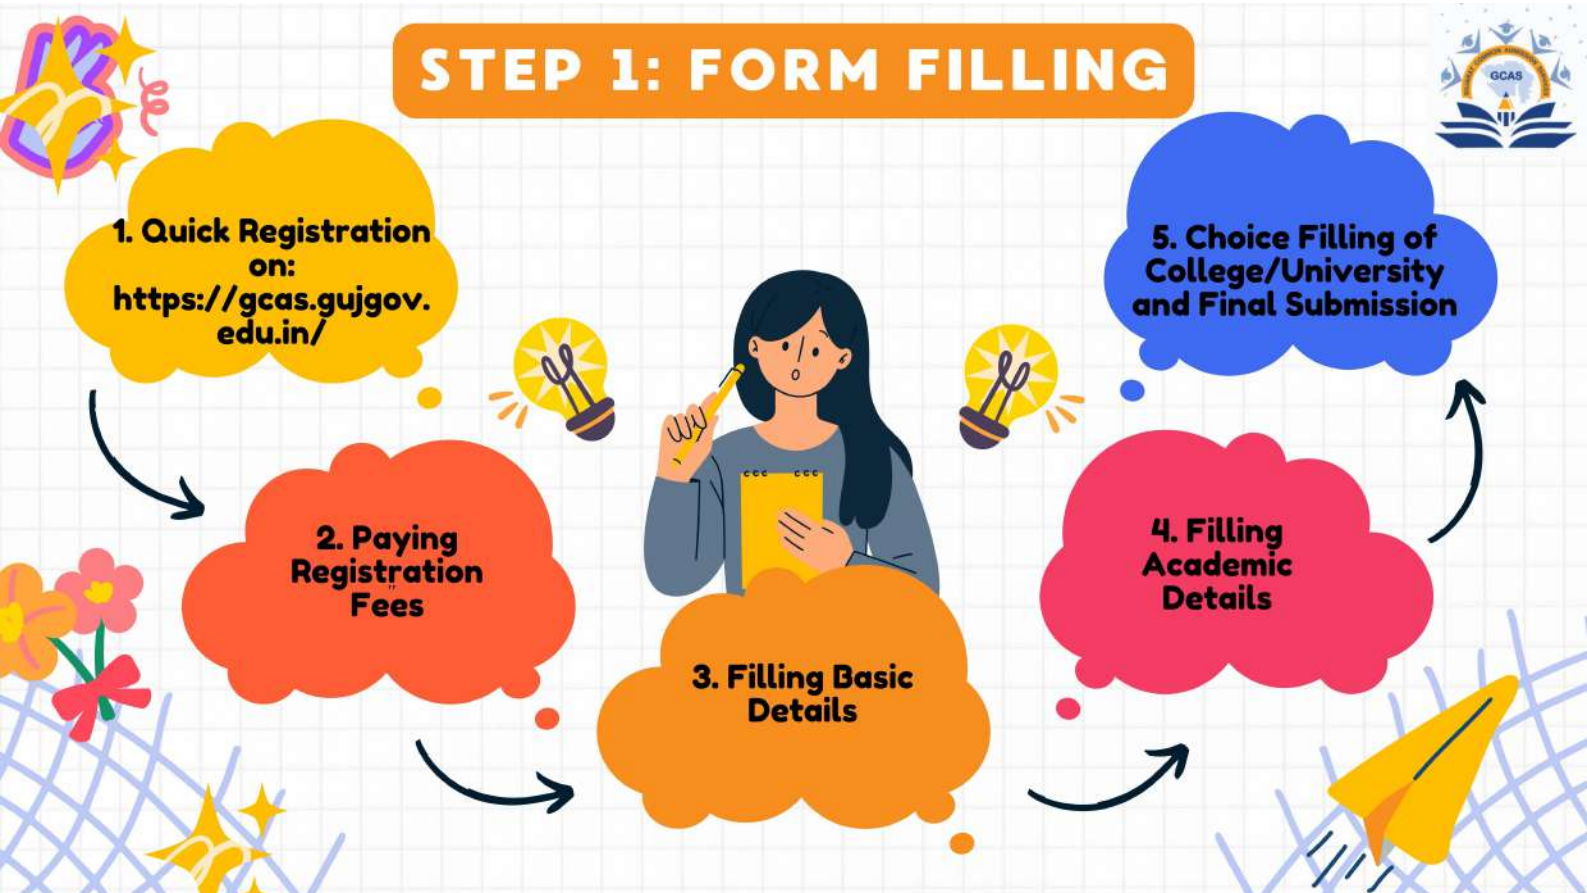 STEP 1: FORM FILLING
GCAS
1. Quick Registration
on:
https://gcas.gujgov.
edu.in/
2. Paying
Registration
Fees
3. Filling Basic
Details
4. Filling
Academic
Details
5. Choice Filling of
College/University
and Final Submission